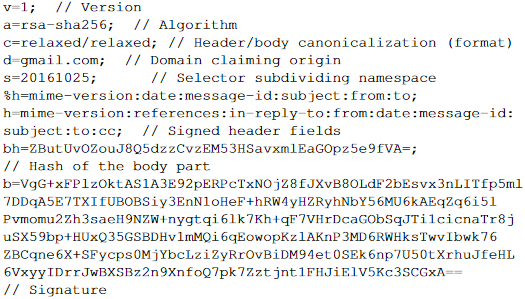 v=1;  // Version
a=rsa-sha256;  // Algorithm
c=relaxed/relaxed; // Header/body canonicalization (format)
d=gmail.com;  // Domain claiming origin
s=20161025;      // Selector subdividing namespace
%h=mime-version:date:message-id:subject:from:to;
h=mime-version:references:in-reply-to:from:date:message-id:
subject:to:cc;  // Signed header fields
bh=ZButUvOZouJ8Q5dzzCvzEM53HSavxmlEaGOpz5e9fVA=;
// Hash of the body part
b=VgG+xFPlzOktASlA3E92pERPcTxNOjZ8fJXvB8OLdF2bEsvx3nLITfp5ml
7DDqA5E7TXIfUBOBSiy3EnNloHeF+hRW4yHZRyhNbY56MU6kAEqZq6i5l
Pvmomu2Zh3saeH9NZW+nygtqi6lk7Kh+qF7VHrDcaGObSqJTi1cicnaTr8j
uSX59bp+HUxQ35GSBDHvlmMQi6qEowopKzlAKnP3MD6RWHksTwvIbwk76
ZBCqne6X+SFycps0MjYbcLziZyRrOvBiDM94et0SEk6np7U50tXrhuJfeHL
6VxyyIDrrJwBXSBz2n9XnfoQ7pk7Zztjnt1FHJiElV5Kc3SCGxA==
// Signature